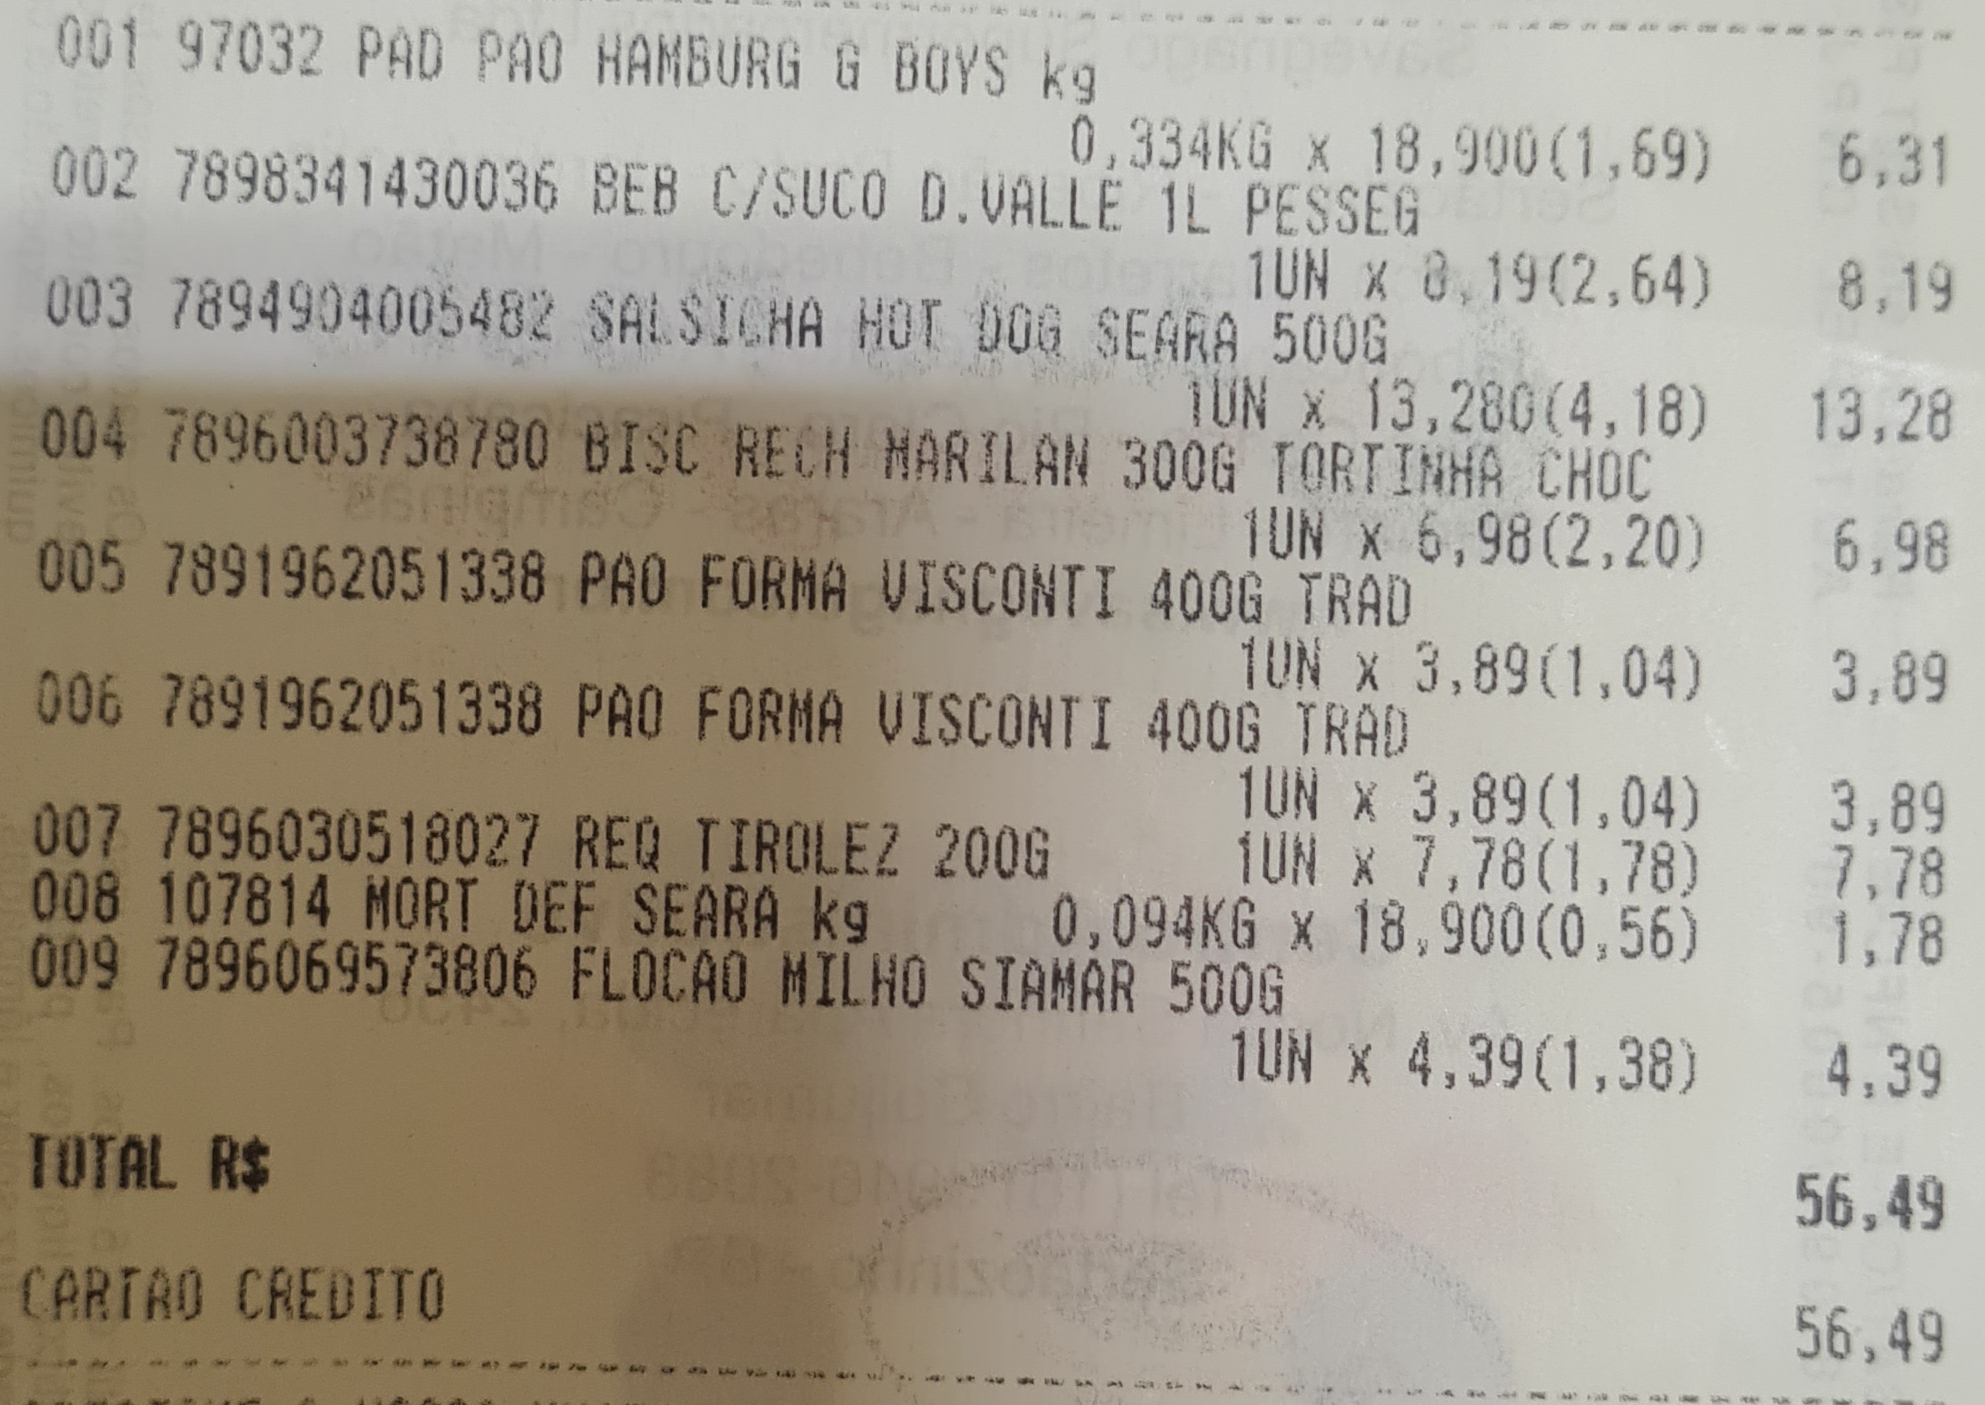 001 97032 PAD PAO HAMBURG G BOYS kg
0,334KG x 18,900(1,69) 6,31
002 7898341430036 BEB C/SUCO D.VALLE 1L PESSEG
1UN x 8,19(2,64) 8,19
003 7894904005482 SALSICHA HOT DOG SEARA 500G
1UN x 13,280(4,18) 13,28
004 7896003738780 BISC RECH MARILAN 300G TORTINHA CHOC
1UN x 6,98(2,20) 6,98
005 7891962051338 PAO FORMA VISCONTI 400G TRAD
1UN x 3,89(1,04) 3,89
006 7891962051338 PAO FORMA VISCONTI 400G TRAD
1UN x 3,89(1,04) 3,89
007 7896030518027 REQ TIROLEZ 200G 1UN x 7,78(1,78) 7,78
008 107814 MORT DEF SEARA kg 0,094KG x 18,900(0,56) 1,78
009 7896069573806 FLOCAO MILHO SIAMAR 500G
1UN x 4,39(1,38) 4,39
TOTAL R$ 56,49
CARTAO CREDITO 56,49